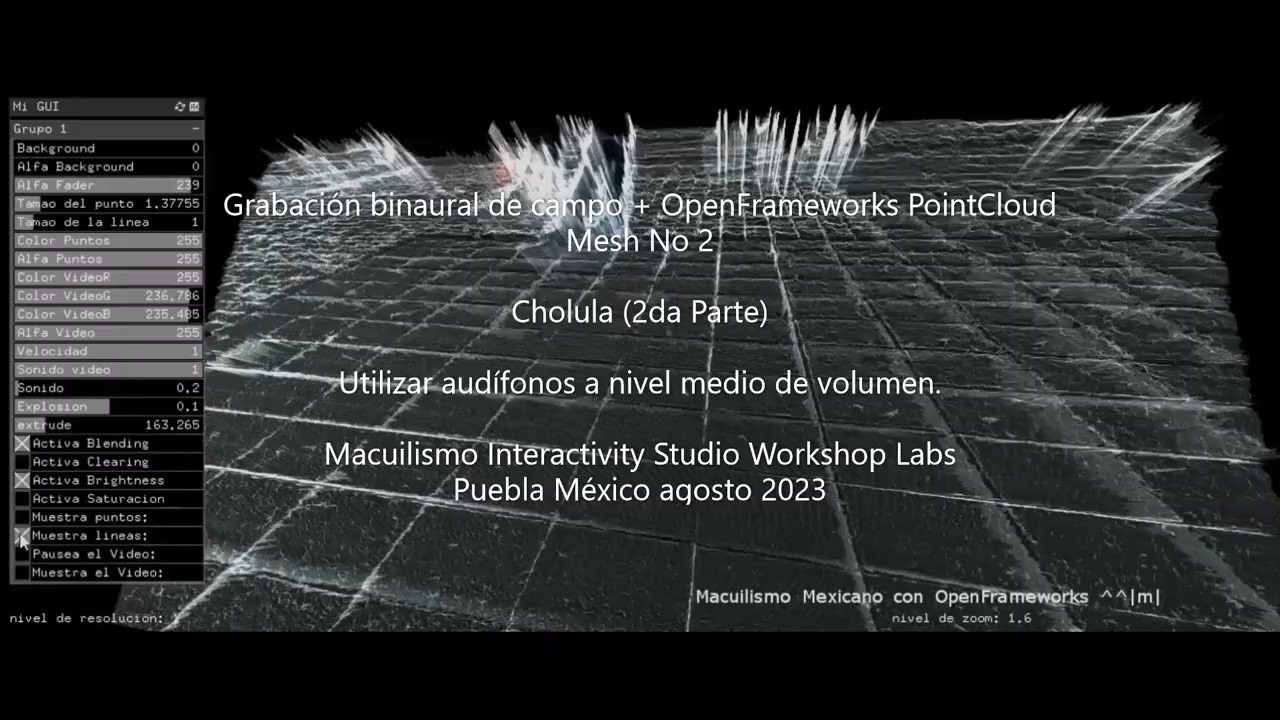 Mi GUI
Grupo 1 -
Background 0
Alfa Background 0
Alfa Fader 239
Tamao del punto 1.37755
Tamao de la linea 1
Color Puntos 255
Alfa Puntos 255
Color VideoR 255
Color VideoG 236.786
Color VideoB 235.485
Alfa Video 255
Velocidad 1
Sonido video 1
Sonido 0.2
Explosion 0.1
extrude 163.265
Activa Blending
Activa Clearing
Activa Brightness
Activa Saturacion
Muestra puntos:
Muestra lineas:
Pausea el Video:
Muestra el Video:
nivel de resolucion: 1
Grabación binaural de campo + OpenFrameworks PointCloud
Mesh No 2
Cholula (2da Parte)
Utilizar audífonos a nivel medio de volumen.
Macuilismo Interactivity Studio Workshop Labs
Puebla México agosto 2023
Macuilismo Mexicano con OpenFrameworks ^^|m|
nivel de zoom: 1.6